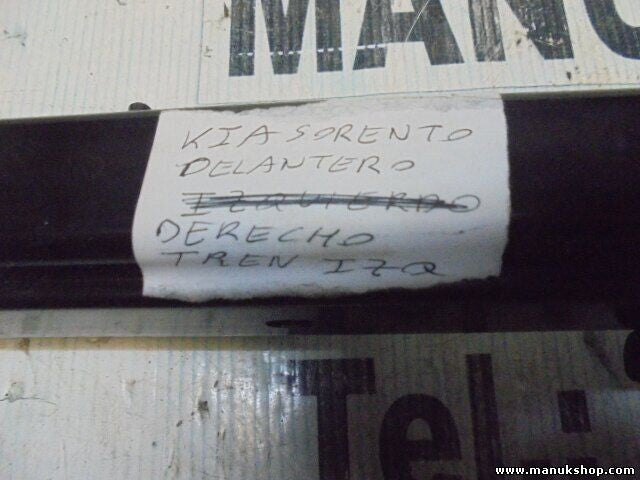 MANU
KIA SORENTO
DELANTERO
IZQUIERDO
DERECHO
TREN IZQ
Tel.:
www.manukshop.com